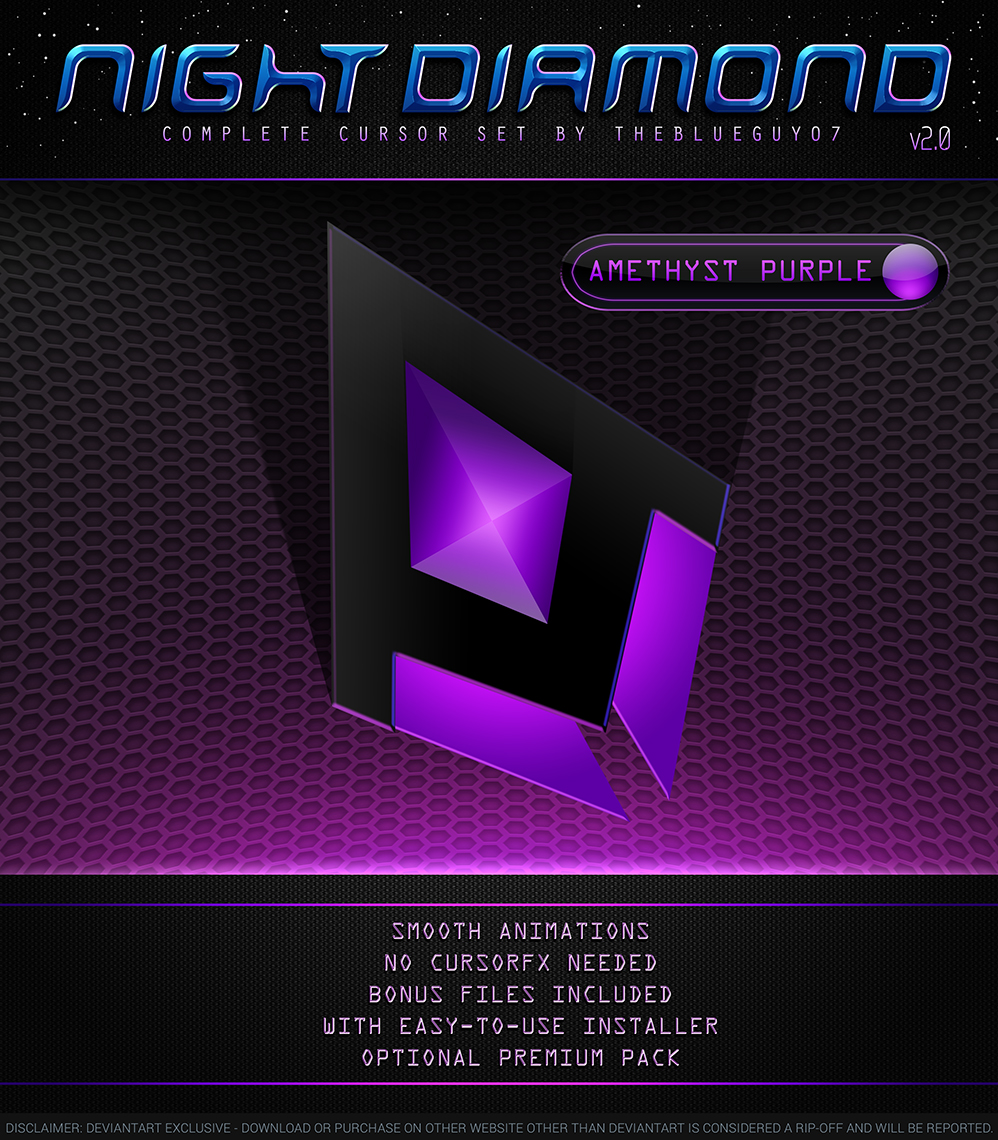 NIGHT DIAMOND
COMPLETE CURSOR SET BY THEBLUEGUY07
v2.0
AMETHYST PURPLE
SMOOTH ANIMATIONS
NO CURSORFX NEEDED
BONUS FILES INCLUDED
WITH EASY-TO-USE INSTALLER
OPTIONAL PREMIUM PACK
DISCLAIMER: DEVIANTART EXCLUSIVE - DOWNLOAD OR PURCHASE ON OTHER WEBSITE OTHER THAN DEVIANTART IS CONSIDERED A RIP-OFF AND WILL BE REPORTED.